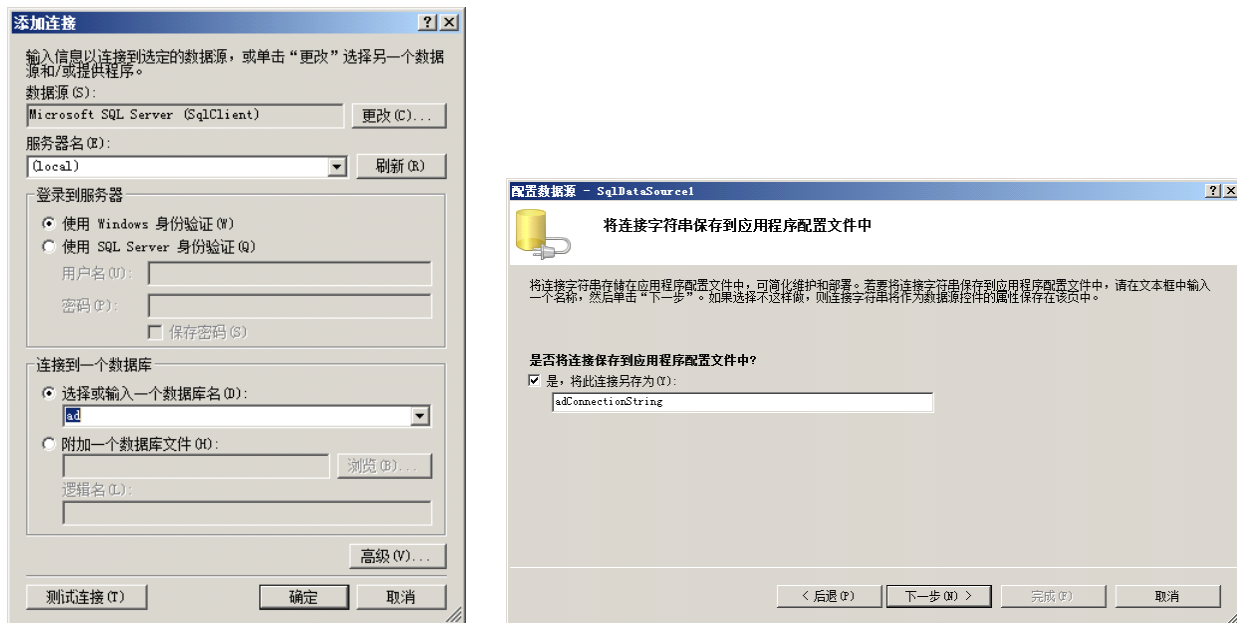 添加连接
输入信息以连接到选定的数据源，或单击“更改”选择另一个数据
源和/或提供程序。
数据源(S):
Microsoft SQL Server (SqlClient)
更改(C)...
服务器名(E):
(local)
刷新(R)
登录到服务器
使用 Windows 身份验证(W)
使用 SQL Server 身份验证(Q)
用户名(U):
密码(P):
保存密码(S)
连接到一个数据库
选择或输入一个数据库名(D):
ad
附加一个数据库文件(H):
浏览(B)...
逻辑名(L):
高级(V)...
测试连接(T)
确定
取消
配置数据源 - SqlDataSource1
将连接字符串保存到应用程序配置文件中
将连接字符串存储在应用程序配置文件中，可简化维护和部署。若要将连接字符串保存到应用程序配置文件中，请在文本框中输入
一个名称，然后单击“下一步”。如果选择不这样做，则连接字符串将作为数据源控件的属性保存在该页中。
是否将连接保存到应用程序配置文件中?
是，将此连接另存为(Y):
adConnectionString
< 后退(P)
下一步(N) >
完成(F)
取消